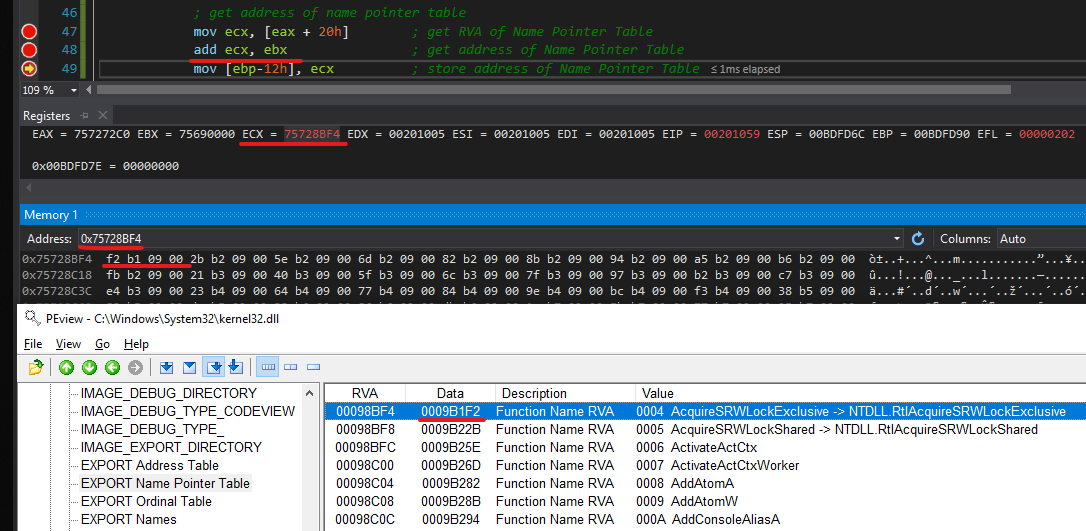 46 ; get address of name pointer table
47 mov ecx, [eax + 20h] ; get RVA of Name Pointer Table
48 add ecx, ebx ; get address of Name Pointer Table
49 mov [ebp-12h], ecx ; store address of Name Pointer Table ≤ 1ms elapsed
109 %
Registers
EAX = 757272C0 EBX = 75690000 ECX = 75728BF4 EDX = 00201005 ESI = 00201005 EDI = 00201005 EIP = 00201059 ESP = 00BDFD6C EBP = 00BDFD90 EFL = 00000202
0x00BDFD7E = 00000000
Memory 1
Address: 0x75728BF4 Columns: Auto
0x75728BF4 f2 b1 09 00 2b b2 09 00 5e b2 09 00 6d b2 09 00 82 b2 09 00 8b b2 09 00 94 b2 09 00 a5 b2 09 00 b6 b2 09 00
0x75728C18 fb b2 09 00 21 b3 09 00 40 b3 09 00 5f b3 09 00 6c b3 09 00 7f b3 09 00 97 b3 09 00 b2 b3 09 00 c7 b3 09 00
0x75728C3C e4 b3 09 00 23 b4 09 00 64 b4 09 00 77 b4 09 00 84 b4 09 00 9e b4 09 00 bc b4 09 00 f3 b4 09 00 38 b5 09 00
PEview - C:\Windows\System32\kernel32.dll
File View Go Help
IMAGE_DEBUG_DIRECTORY
IMAGE_DEBUG_TYPE_CODEVIEW
IMAGE_DEBUG_TYPE_
IMAGE_EXPORT_DIRECTORY
EXPORT Address Table
EXPORT Name Pointer Table
EXPORT Ordinal Table
EXPORT Names
RVA Data Description Value
00098BF4 0009B1F2 Function Name RVA 0004 AcquireSRWLockExclusive -> NTDLL.RtlAcquireSRWLockExclusive
00098BF8 0009B22B Function Name RVA 0005 AcquireSRWLockShared -> NTDLL.RtlAcquireSRWLockShared
00098BFC 0009B25E Function Name RVA 0006 ActivateActCtx
00098C00 0009B26D Function Name RVA 0007 ActivateActCtxWorker
00098C04 0009B282 Function Name RVA 0008 AddAtomA
00098C08 0009B28B Function Name RVA 0009 AddAtomW
00098C0C 0009B294 Function Name RVA 000A AddConsoleAliasA